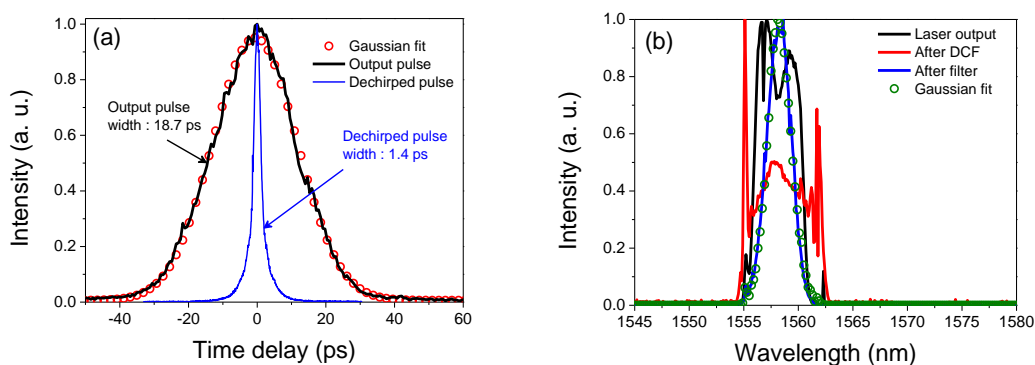 (a)
Gaussian fit
Output pulse
Dechirped pulse
Output pulse
width : 18.7 ps
Dechirped pulse
width : 1.4 ps
Intensity (a. u.)
1.0
0.8
0.6
0.4
0.2
0.0
-40 -20 0 20 40 60
Time delay (ps)
(b)
Laser output
After DCF
After filter
Gaussian fit
Intensity (a. u.)
1.0
0.8
0.6
0.4
0.2
0.0
1545 1550 1555 1560 1565 1570 1575 1580
Wavelength (nm)